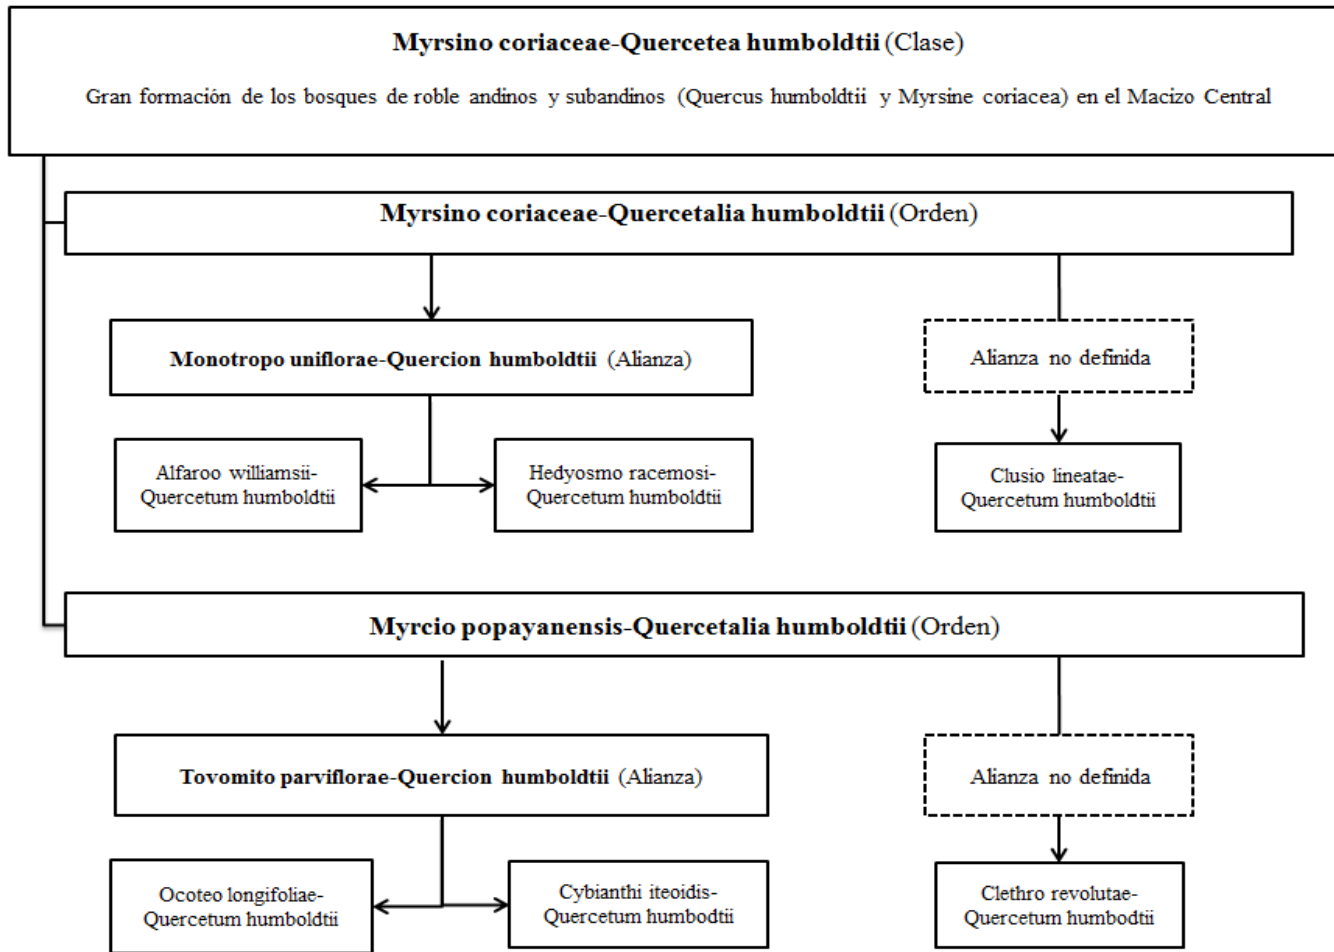 Myrsino coriaceae-Quercetea humboldtii (Clase)
Gran formación de los bosques de roble andinos y subandinos (Quercus humboldtii y Myrsine coriacea) en el Macizo Central
Myrsino coriaceae-Quercetalia humboldtii (Orden)
Monotropo uniflorae-Quercion humboldtii (Alianza)
Alianza no definida
Alfaroo williamsii-
Quercetum humboldtii
Hedyosmo racemosi-
Quercetum humboldtii
Clusio lineatae-
Quercetum humboldtii
Myrcio popayanensis-Quercetalia humboldtii (Orden)
Tovomito parviflorae-Quercion humboldtii (Alianza)
Alianza no definida
Ocoteo longifoliae-
Quercetum humboldtii
Cybianthi iteoidis-
Quercetum humbodtii
Clethro revolutae-
Quercetum humbodtii